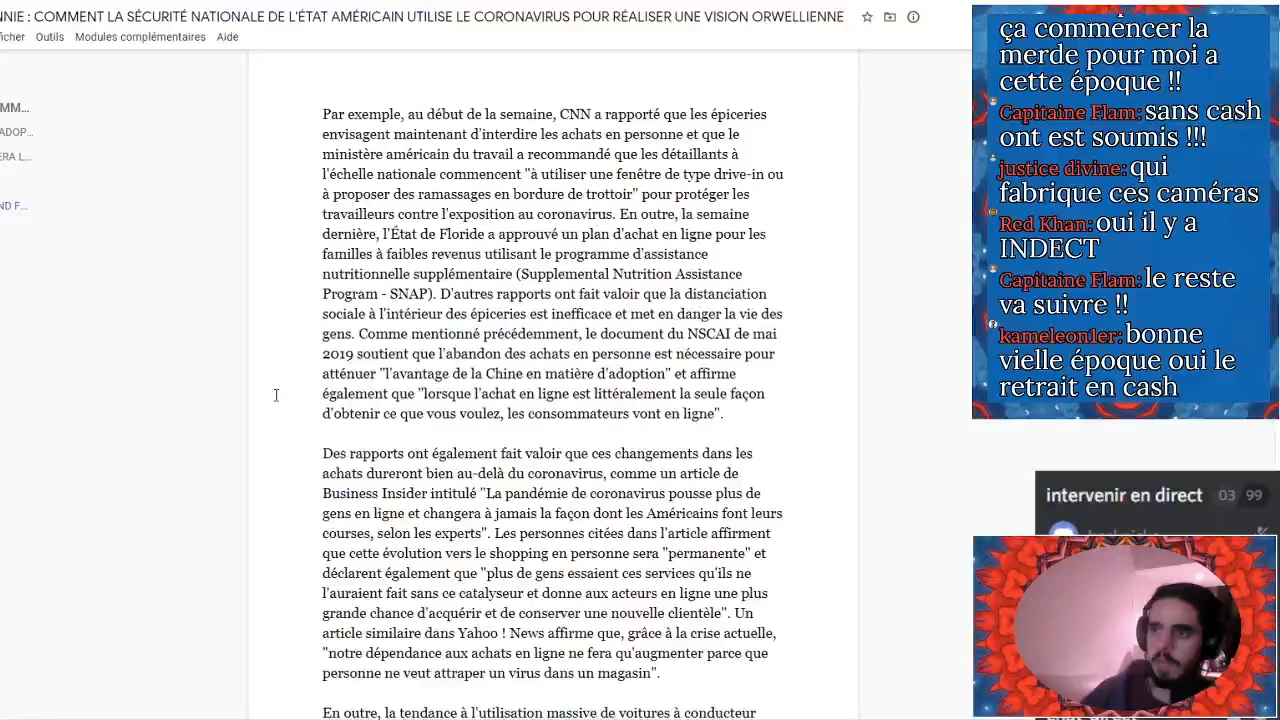 NNIE : COMMENT LA SÉCURITÉ NATIONALE DE L'ÉTAT AMÉRICAIN UTILISE LE CORONAVIRUS POUR RÉALISER UNE VISION ORWELLIENNE
ficher Outils Modules complémentaires Aide
MM...
ADOP...
ERA L...
ND F...
Par exemple, au début de la semaine, CNN a rapporté que les épiceries
envisagent maintenant d'interdire les achats en personne et que le
ministère américain du travail a recommandé que les détaillants à
l'échelle nationale commencent "à utiliser une fenêtre de type drive-in ou
à proposer des ramassages en bordure de trottoir" pour protéger les
travailleurs contre l'exposition au coronavirus. En outre, la semaine
dernière, l'État de Floride a approuvé un plan d'achat en ligne pour les
familles à faibles revenus utilisant le programme d'assistance
nutritionnelle supplémentaire (Supplemental Nutrition Assistance
Program - SNAP). D'autres rapports ont fait valoir que la distanciation
sociale à l'intérieur des épiceries est inefficace et met en danger la vie des
gens. Comme mentionné précédemment, le document du NSCAI de mai
2019 soutient que l'abandon des achats en personne est nécessaire pour
atténuer "l'avantage de la Chine en matière d'adoption" et affirme
également que "lorsque l'achat en ligne est littéralement la seule façon
d'obtenir ce que vous voulez, les consommateurs vont en ligne".
Des rapports ont également fait valoir que ces changements dans les
achats dureront bien au-delà du coronavirus, comme un article de
Business Insider intitulé "La pandémie de coronavirus pousse plus de
gens en ligne et changera à jamais la façon dont les Américains font leurs
courses, selon les experts". Les personnes citées dans l'article affirment
que cette évolution vers le shopping en personne sera "permanente" et
déclarent également que "plus de gens essaient ces services qu'ils ne
l'auraient fait sans ce catalyseur et donne aux acteurs en ligne une plus
grande chance d'acquérir et de conserver une nouvelle clientèle". Un
article similaire dans Yahoo ! News affirme que, grâce à la crise actuelle,
"notre dépendance aux achats en ligne ne fera qu'augmenter parce que
personne ne veut attraper un virus dans un magasin".
En outre, la tendance à l'utilisation massive de voitures à conducteur
ça commencer la
merde pour moi a
cette époque !!
Capitaine Flam: sans cash
ont est soumis !!!
justice divine: qui
fabrique ces caméras
Red Khan: oui il y a
INDECT
Capitaine Flam: le reste
va suivre !!
kameleon1er: bonne
vielle époque oui le
retrait en cash
intervenir en direct 03 99